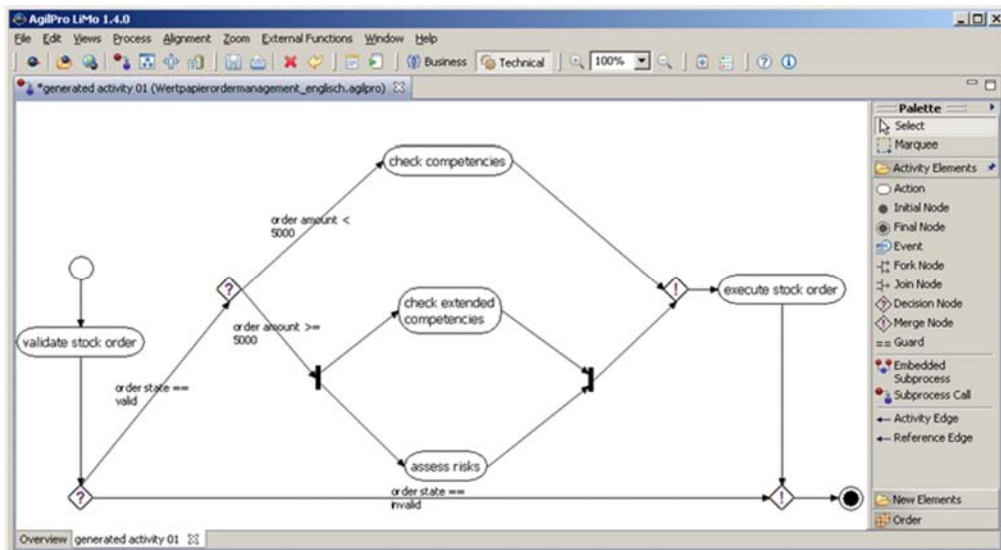 AgilPro LiMo 1.4.0
File Edit Views Process Alignment Zoom External Functions Window Help
Business Technical 100%
*generated activity 01 (Wertpapierordermanagement_englisch.agilpro)
Palette
Select
Marquee
Activity Elements
Action
Initial Node
Final Node
Event
Fork Node
Join Node
Decision Node
Merge Node
Guard
Embedded
Subprocess
Subprocess Call
Activity Edge
Reference Edge
New Elements
Order
check competencies
order amount <
5000
?
!
execute stock order
check extended
competencies
order amount >=
5000
validate stock order
order state ==
valid
assess risks
order state ==
invalid
?
!
Overview generated activity 01